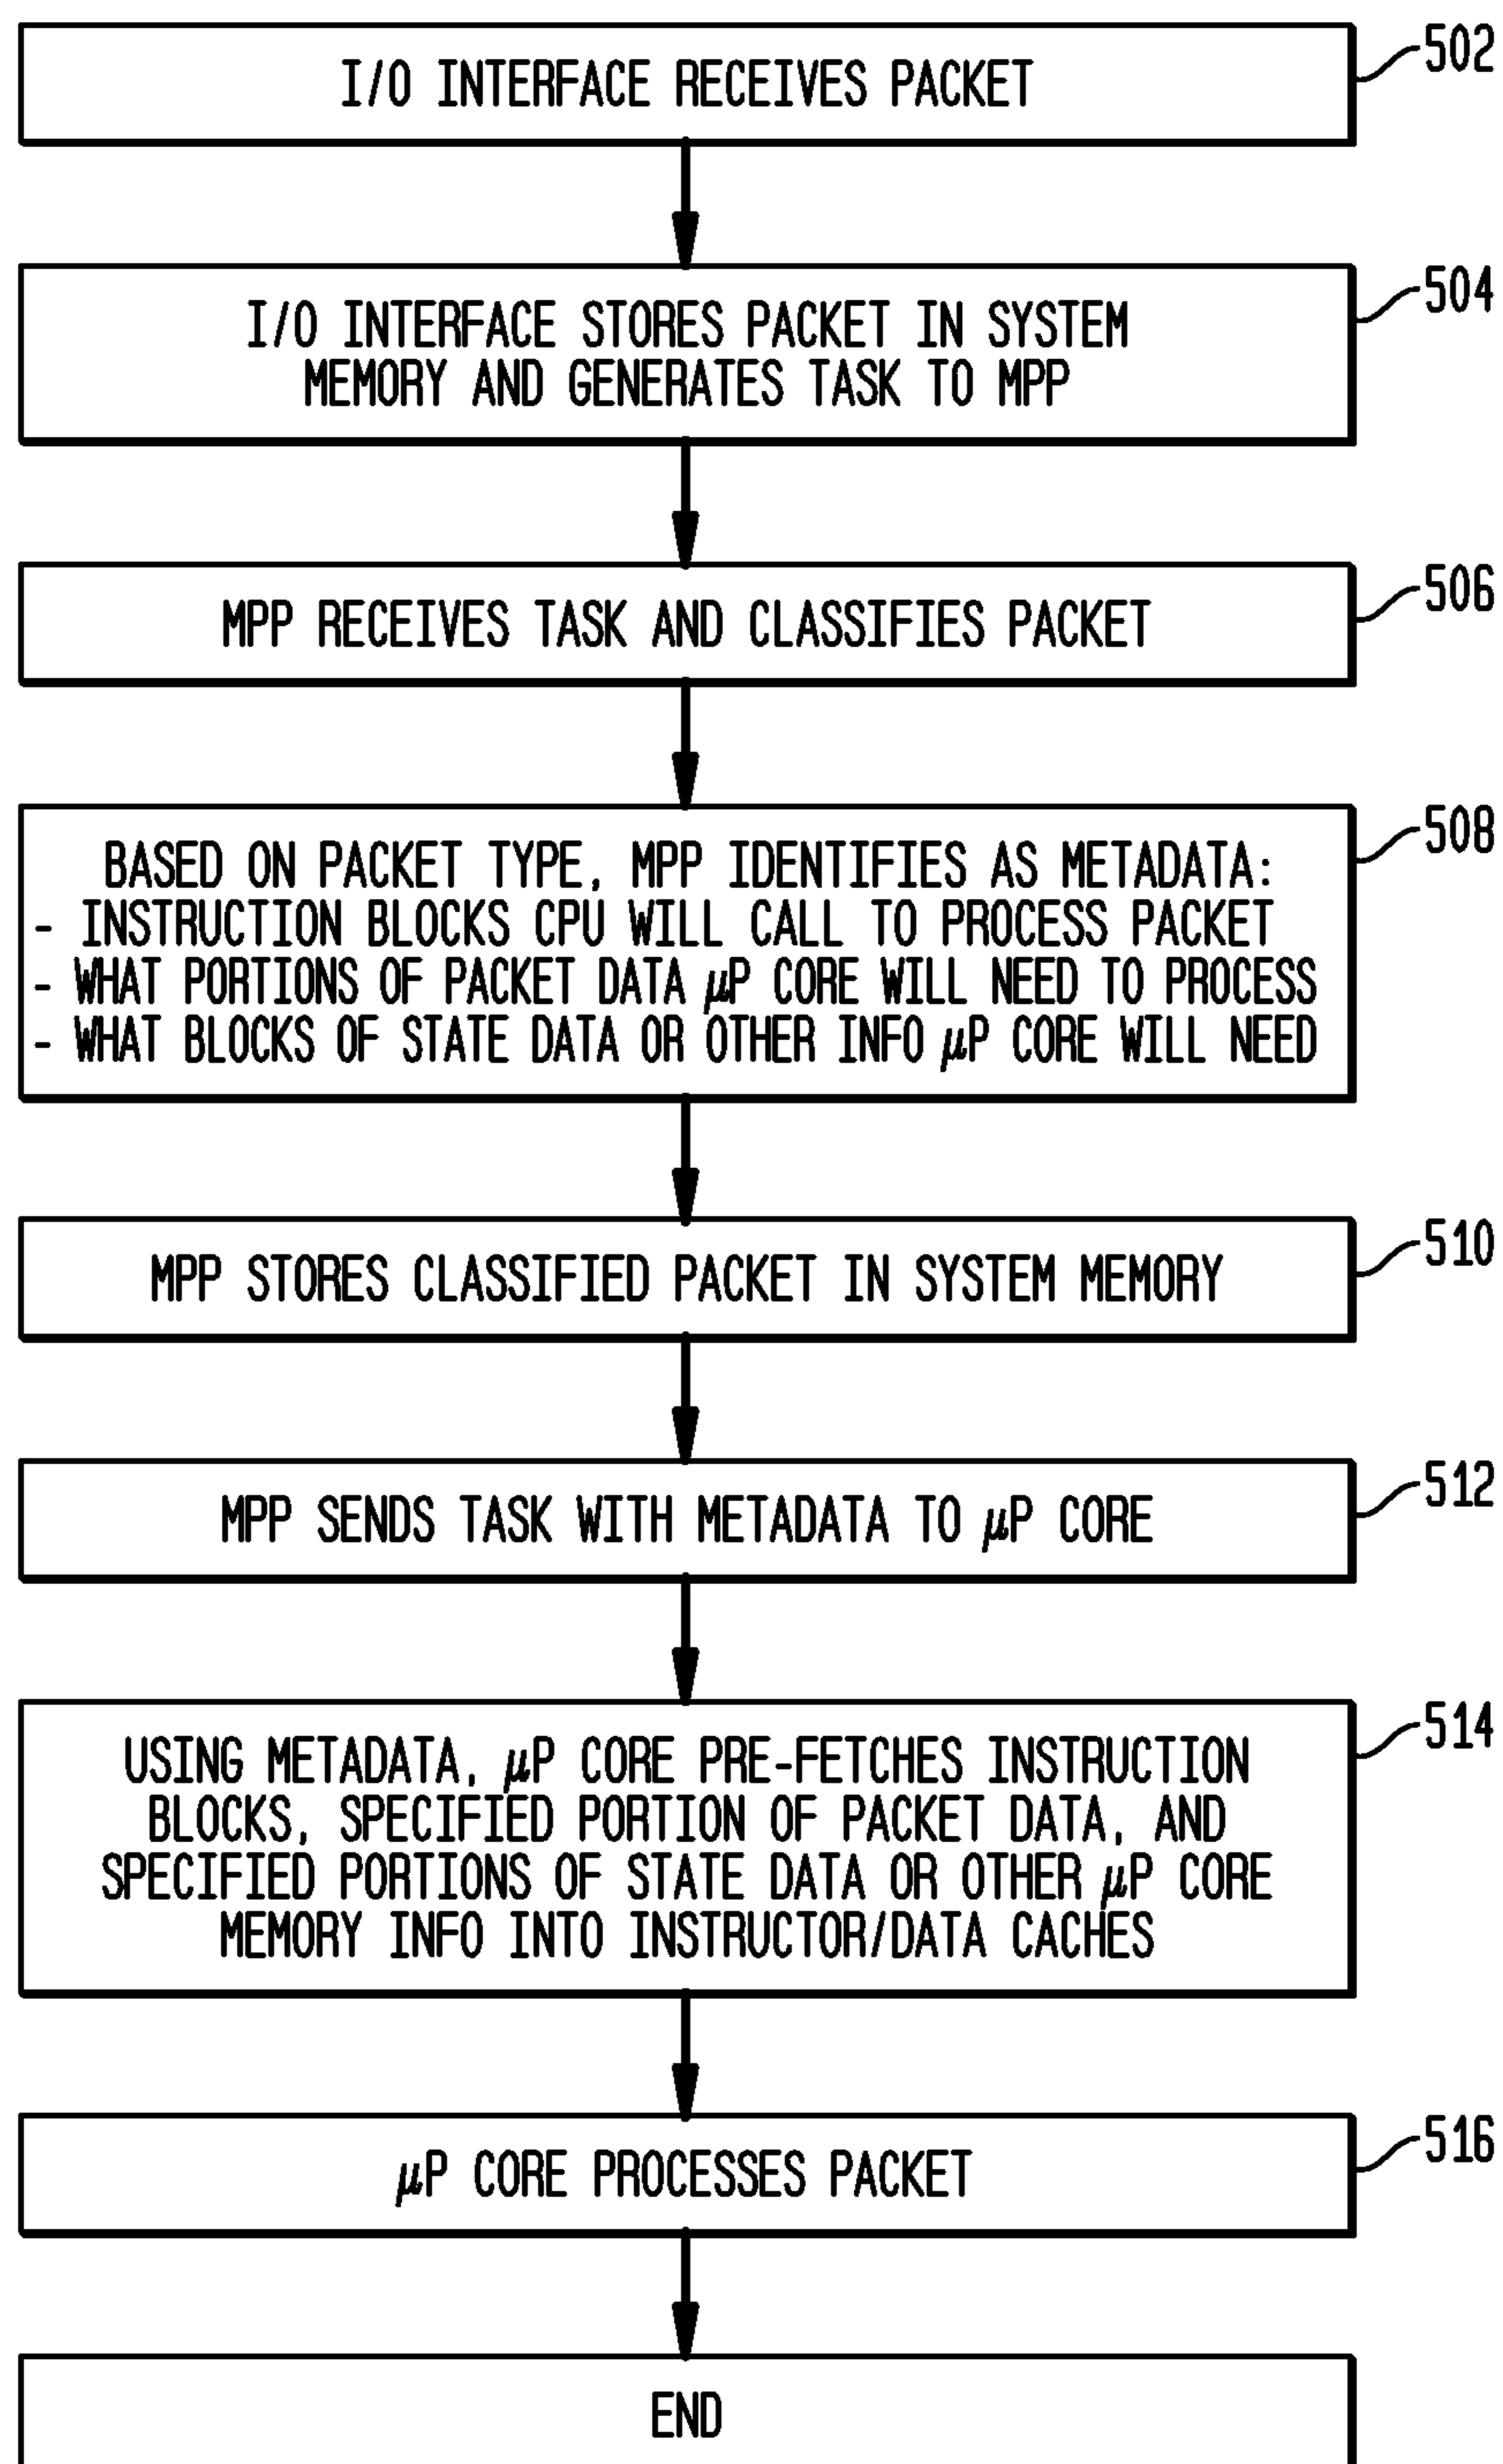 I/O INTERFACE RECEIVES PACKET
502
I/O INTERFACE STORES PACKET IN SYSTEM
MEMORY AND GENERATES TASK TO MPP
504
MPP RECEIVES TASK AND CLASSIFIES PACKET
506
BASED ON PACKET TYPE, MPP IDENTIFIES AS METADATA:
- INSTRUCTION BLOCKS CPU WILL CALL TO PROCESS PACKET
- WHAT PORTIONS OF PACKET DATA µP CORE WILL NEED TO PROCESS
- WHAT BLOCKS OF STATE DATA OR OTHER INFO µP CORE WILL NEED
508
MPP STORES CLASSIFIED PACKET IN SYSTEM MEMORY
510
MPP SENDS TASK WITH METADATA TO µP CORE
512
USING METADATA, µP CORE PRE-FETCHES INSTRUCTION
BLOCKS, SPECIFIED PORTION OF PACKET DATA, AND
SPECIFIED PORTIONS OF STATE DATA OR OTHER µP CORE
MEMORY INFO INTO INSTRUCTOR/DATA CACHES
514
µP CORE PROCESSES PACKET
516
END